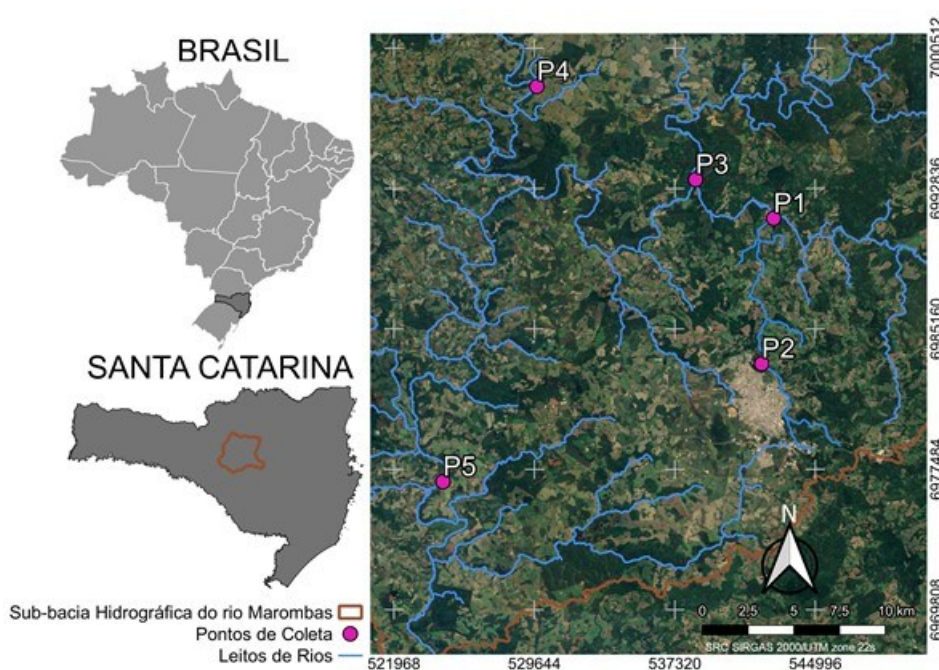 BRASIL
SANTA CATARINA
Sub-bacia Hidrográfica do rio Marombas
Pontos de Coleta
Leitos de Rios
P4
P3
P1
P2
P5
N
0 2,5 5 7,5 10 km
SRC SIRGAS 2000/UTM zone 22s
521968 529644 537320 544996
7000512
6992836
6985160
6977484
6969808